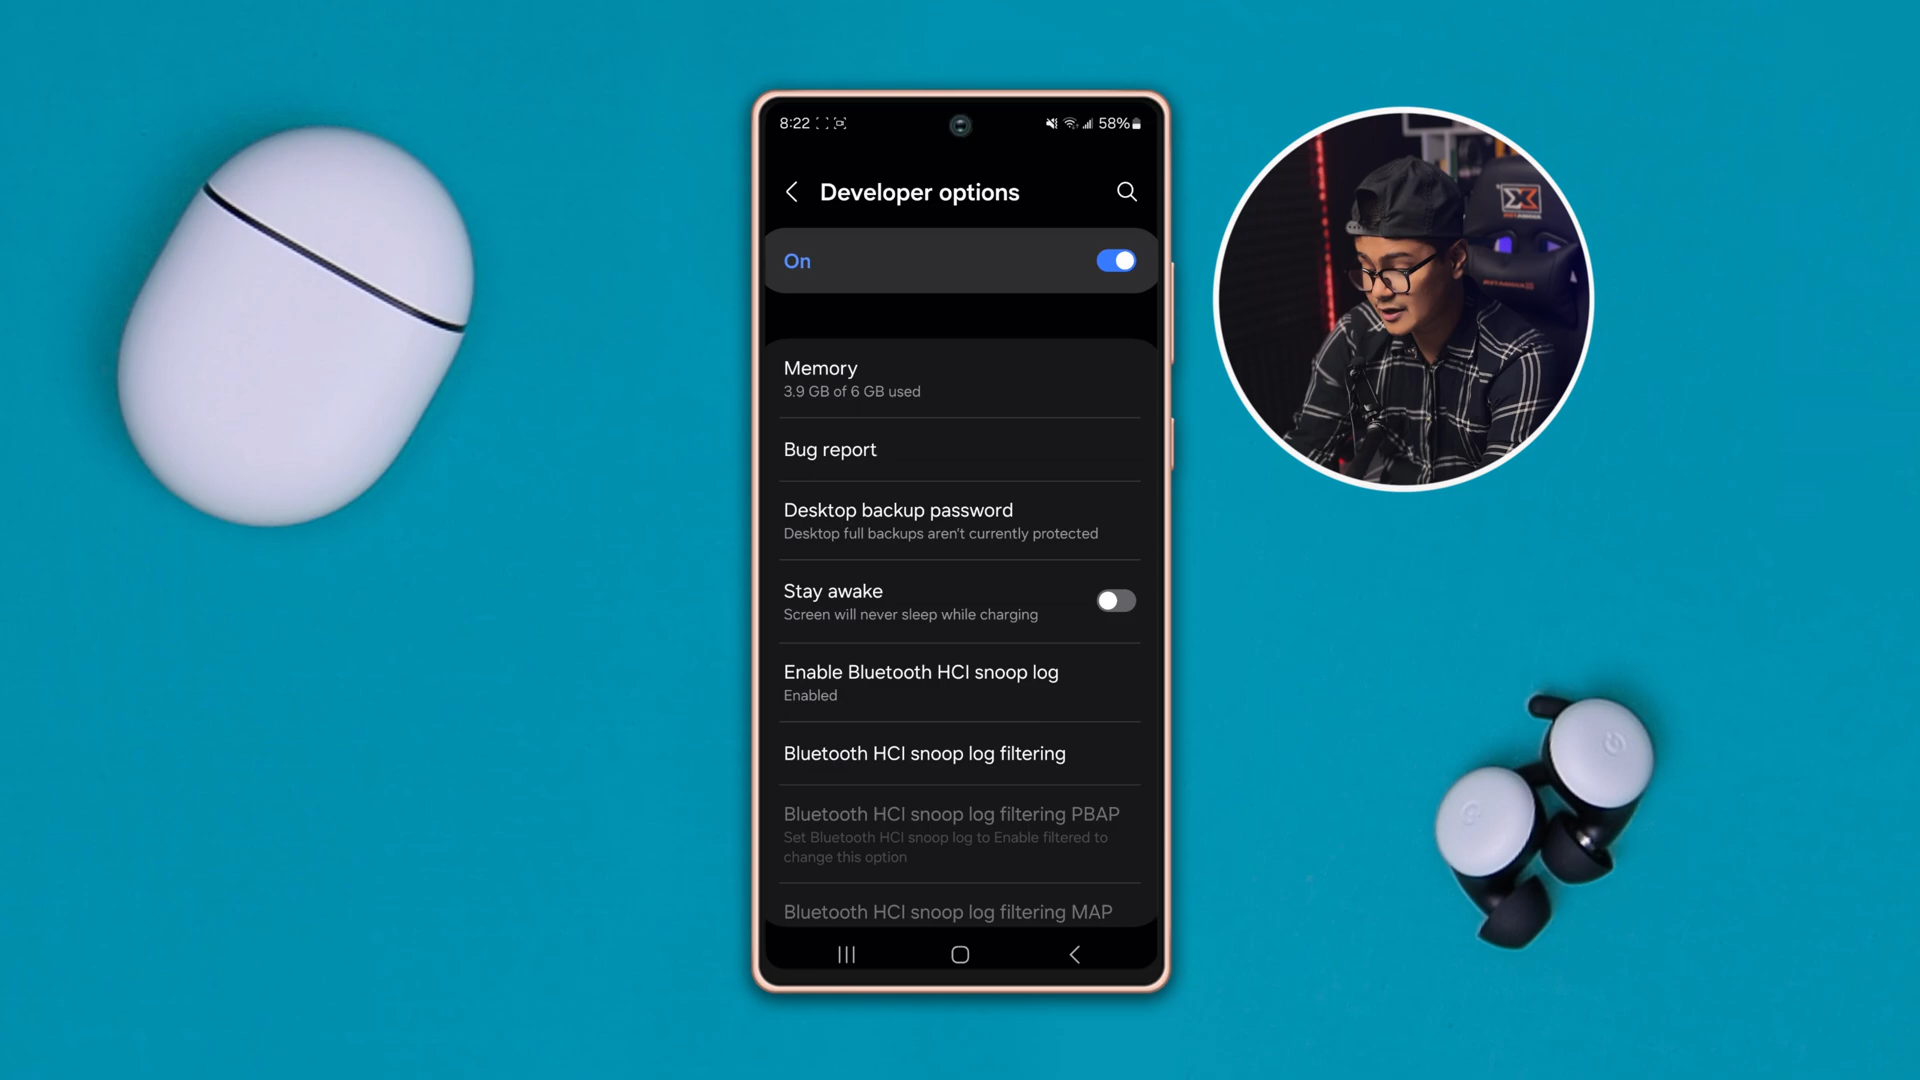 8:22
58%
Developer options
On
Memory
3.9 GB of 6 GB used
Bug report
Desktop backup password
Desktop full backups aren't currently protected
Stay awake
Screen will never sleep while charging
Enable Bluetooth HCI snoop log
Enabled
Bluetooth HCI snoop log filtering
Bluetooth HCI snoop log filtering PBAP
Set Bluetooth HCI snoop log to Enable filtered to
change this option
Bluetooth HCI snoop log filtering MAP